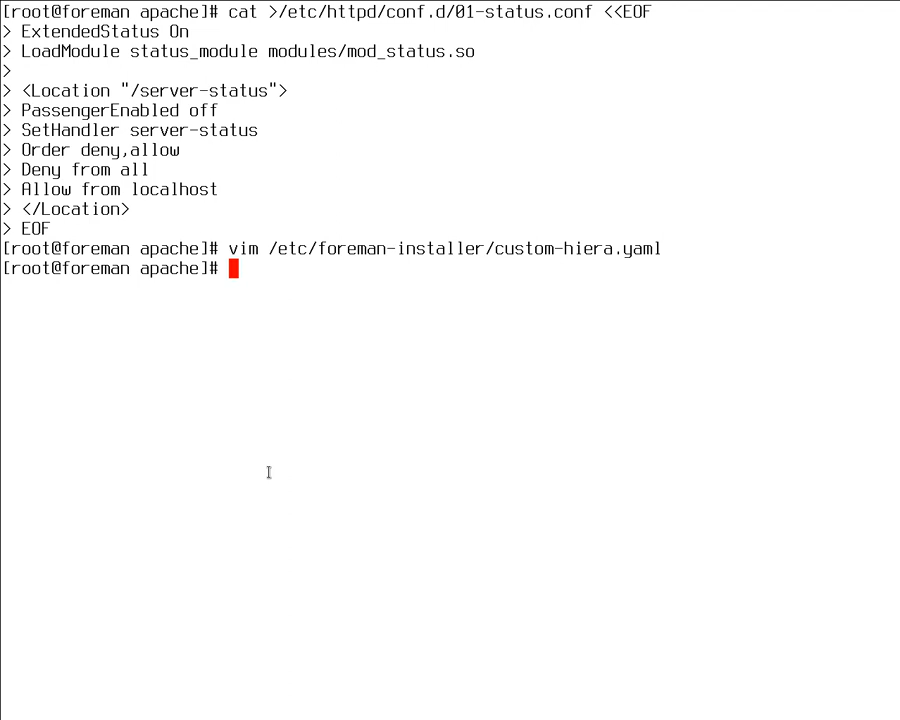 [root@foreman apache]# cat >/etc/httpd/conf.d/01-status.conf <<EOF
> ExtendedStatus On
> LoadModule status_module modules/mod_status.so
>
> <Location "/server-status">
> PassengerEnabled off
> SetHandler server-status
> Order deny,allow
> Deny from all
> Allow from localhost
> </Location>
> EOF
[root@foreman apache]# vim /etc/foreman-installer/custom-hiera.yaml
[root@foreman apache]#